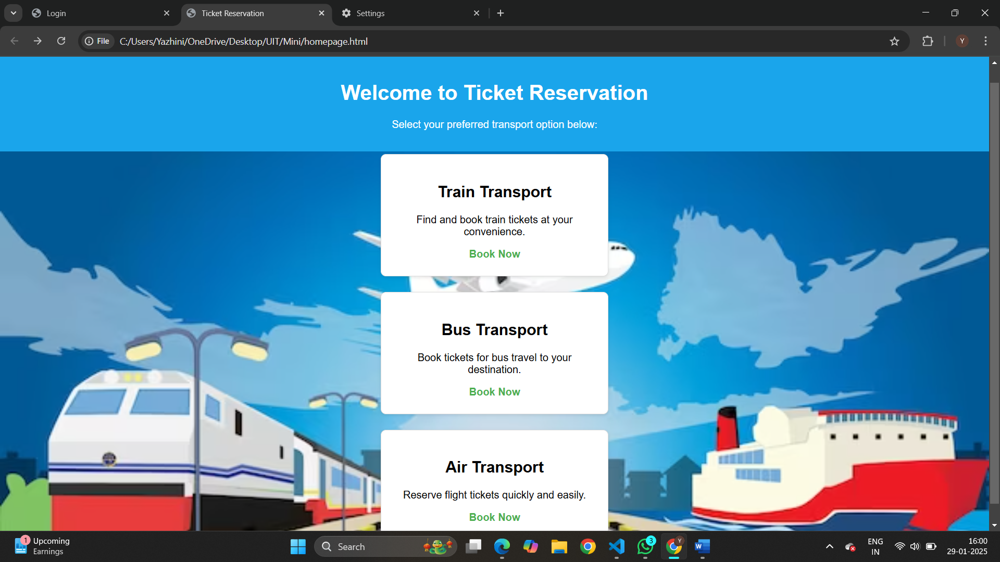 Login
Ticket Reservation
Settings
File
C:/Users/Yazhini/OneDrive/Desktop/UIT/Mini/homepage.html
Y
Welcome to Ticket Reservation
Select your preferred transport option below:
Train Transport
Find and book train tickets at your
convenience.
Book Now
Bus Transport
Book tickets for bus travel to your
destination.
Book Now
Air Transport
Reserve flight tickets quickly and easily.
Book Now
1
Upcoming
Earnings
Search
3
Y
W
ENG
IN
16:00
29-01-2025